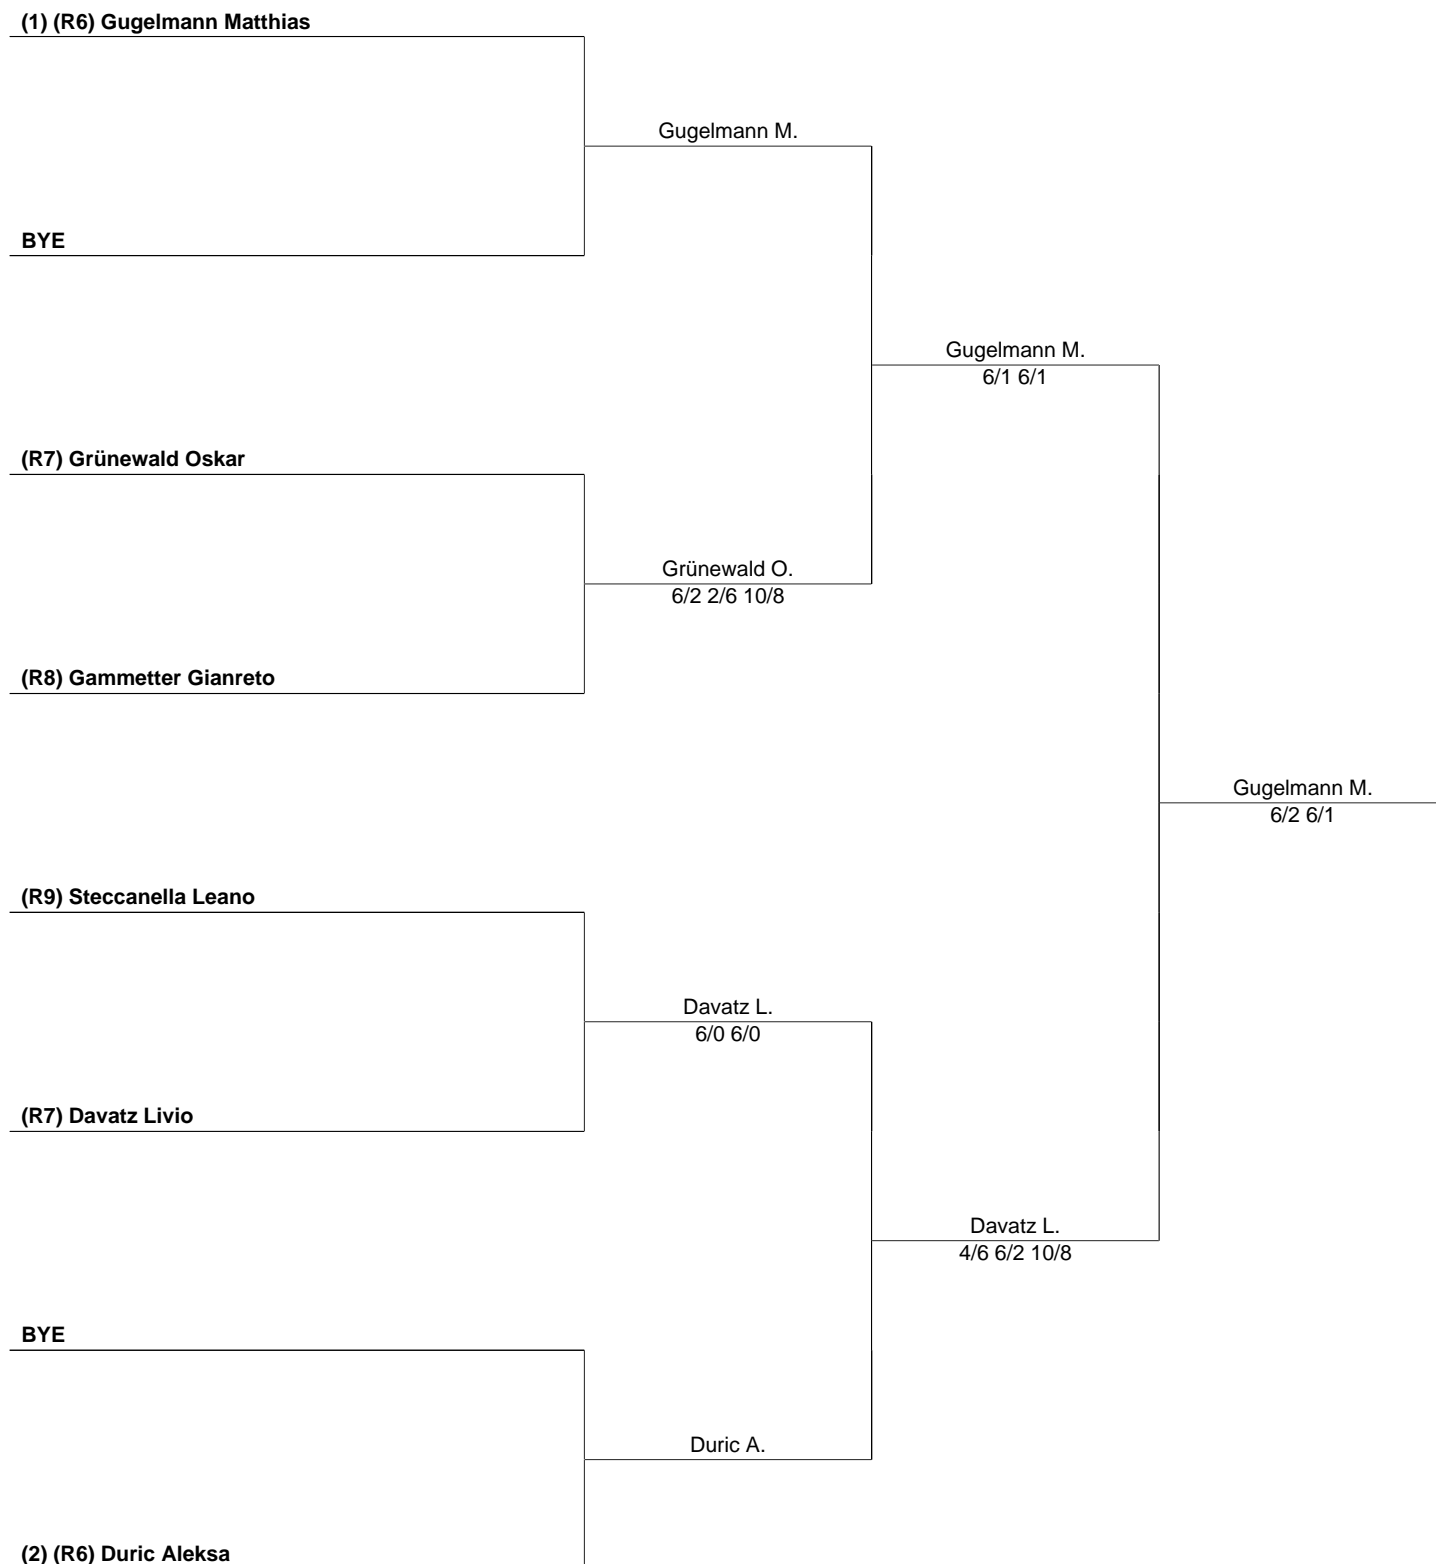 (1) (R6) Gugelmann Matthias
Gugelmann M.
BYE
Gugelmann M.
6/1 6/1
(R7) Grünewald Oskar
Grünewald O.
6/2 2/6 10/8
(R8) Gammetter Gianreto
Gugelmann M.
6/2 6/1
(R9) Steccanella Leano
Davatz L.
6/0 6/0
(R7) Davatz Livio
Davatz L.
4/6 6/2 10/8
BYE
Duric A.
(2) (R6) Duric Aleksa